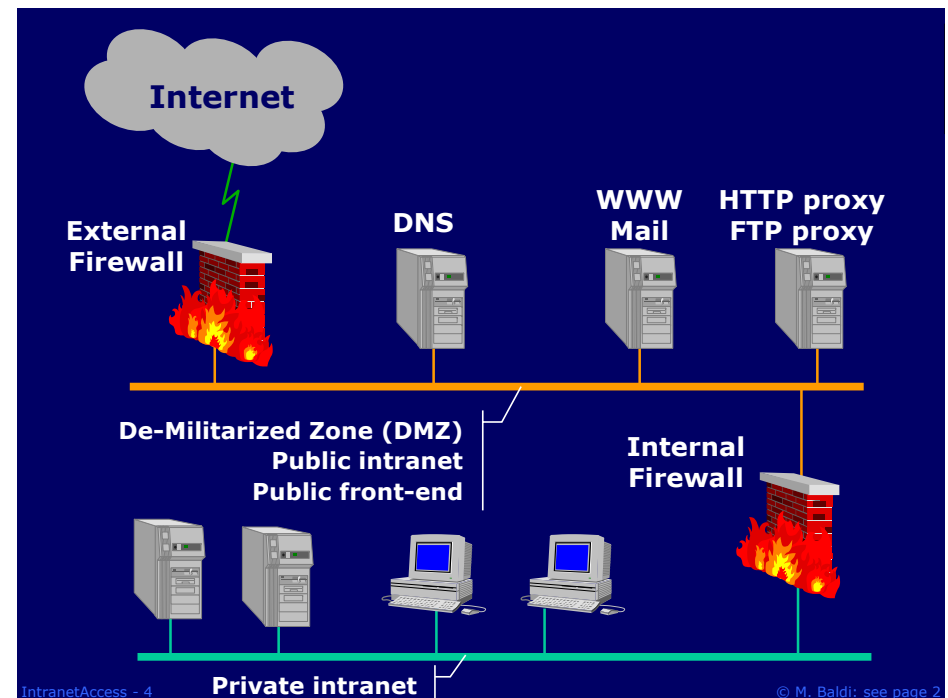 Internet
External
Firewall
DNS
WWW
Mail
HTTP proxy
FTP proxy
De-Militarized Zone (DMZ)
Public intranet
Public front-end
Internal
Firewall
Private intranet
IntranetAccess - 4
© M. Baldi: see page 2